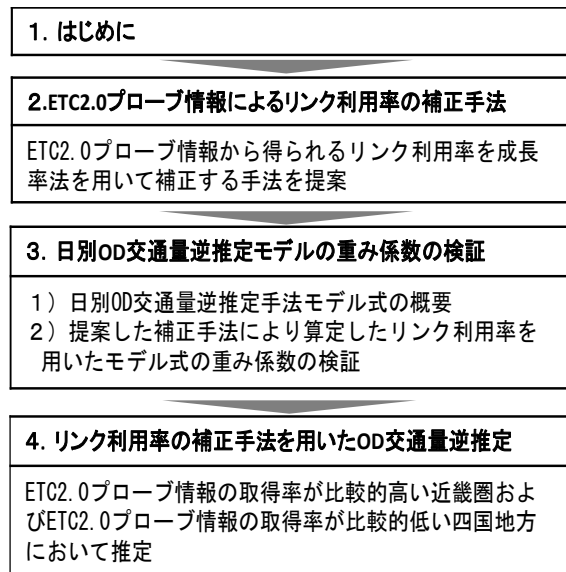 1. はじめに
2.ETC2.0プローブ情報によるリンク利用率の補正手法
ETC2.0プローブ情報から得られるリンク利用率を成長
率法を用いて補正する手法を提案
3. 日別OD交通量逆推定モデルの重み係数の検証
1）日別OD交通量逆推定手法モデル式の概要
2）提案した補正手法により算定したリンク利用率を
用いたモデル式の重み係数の検証
4. リンク利用率の補正手法を用いたOD交通量逆推定
ETC2.0プローブ情報の取得率が比較的高い近畿圏およ
びETC2.0プローブ情報の取得率が比較的低い四国地方
において推定